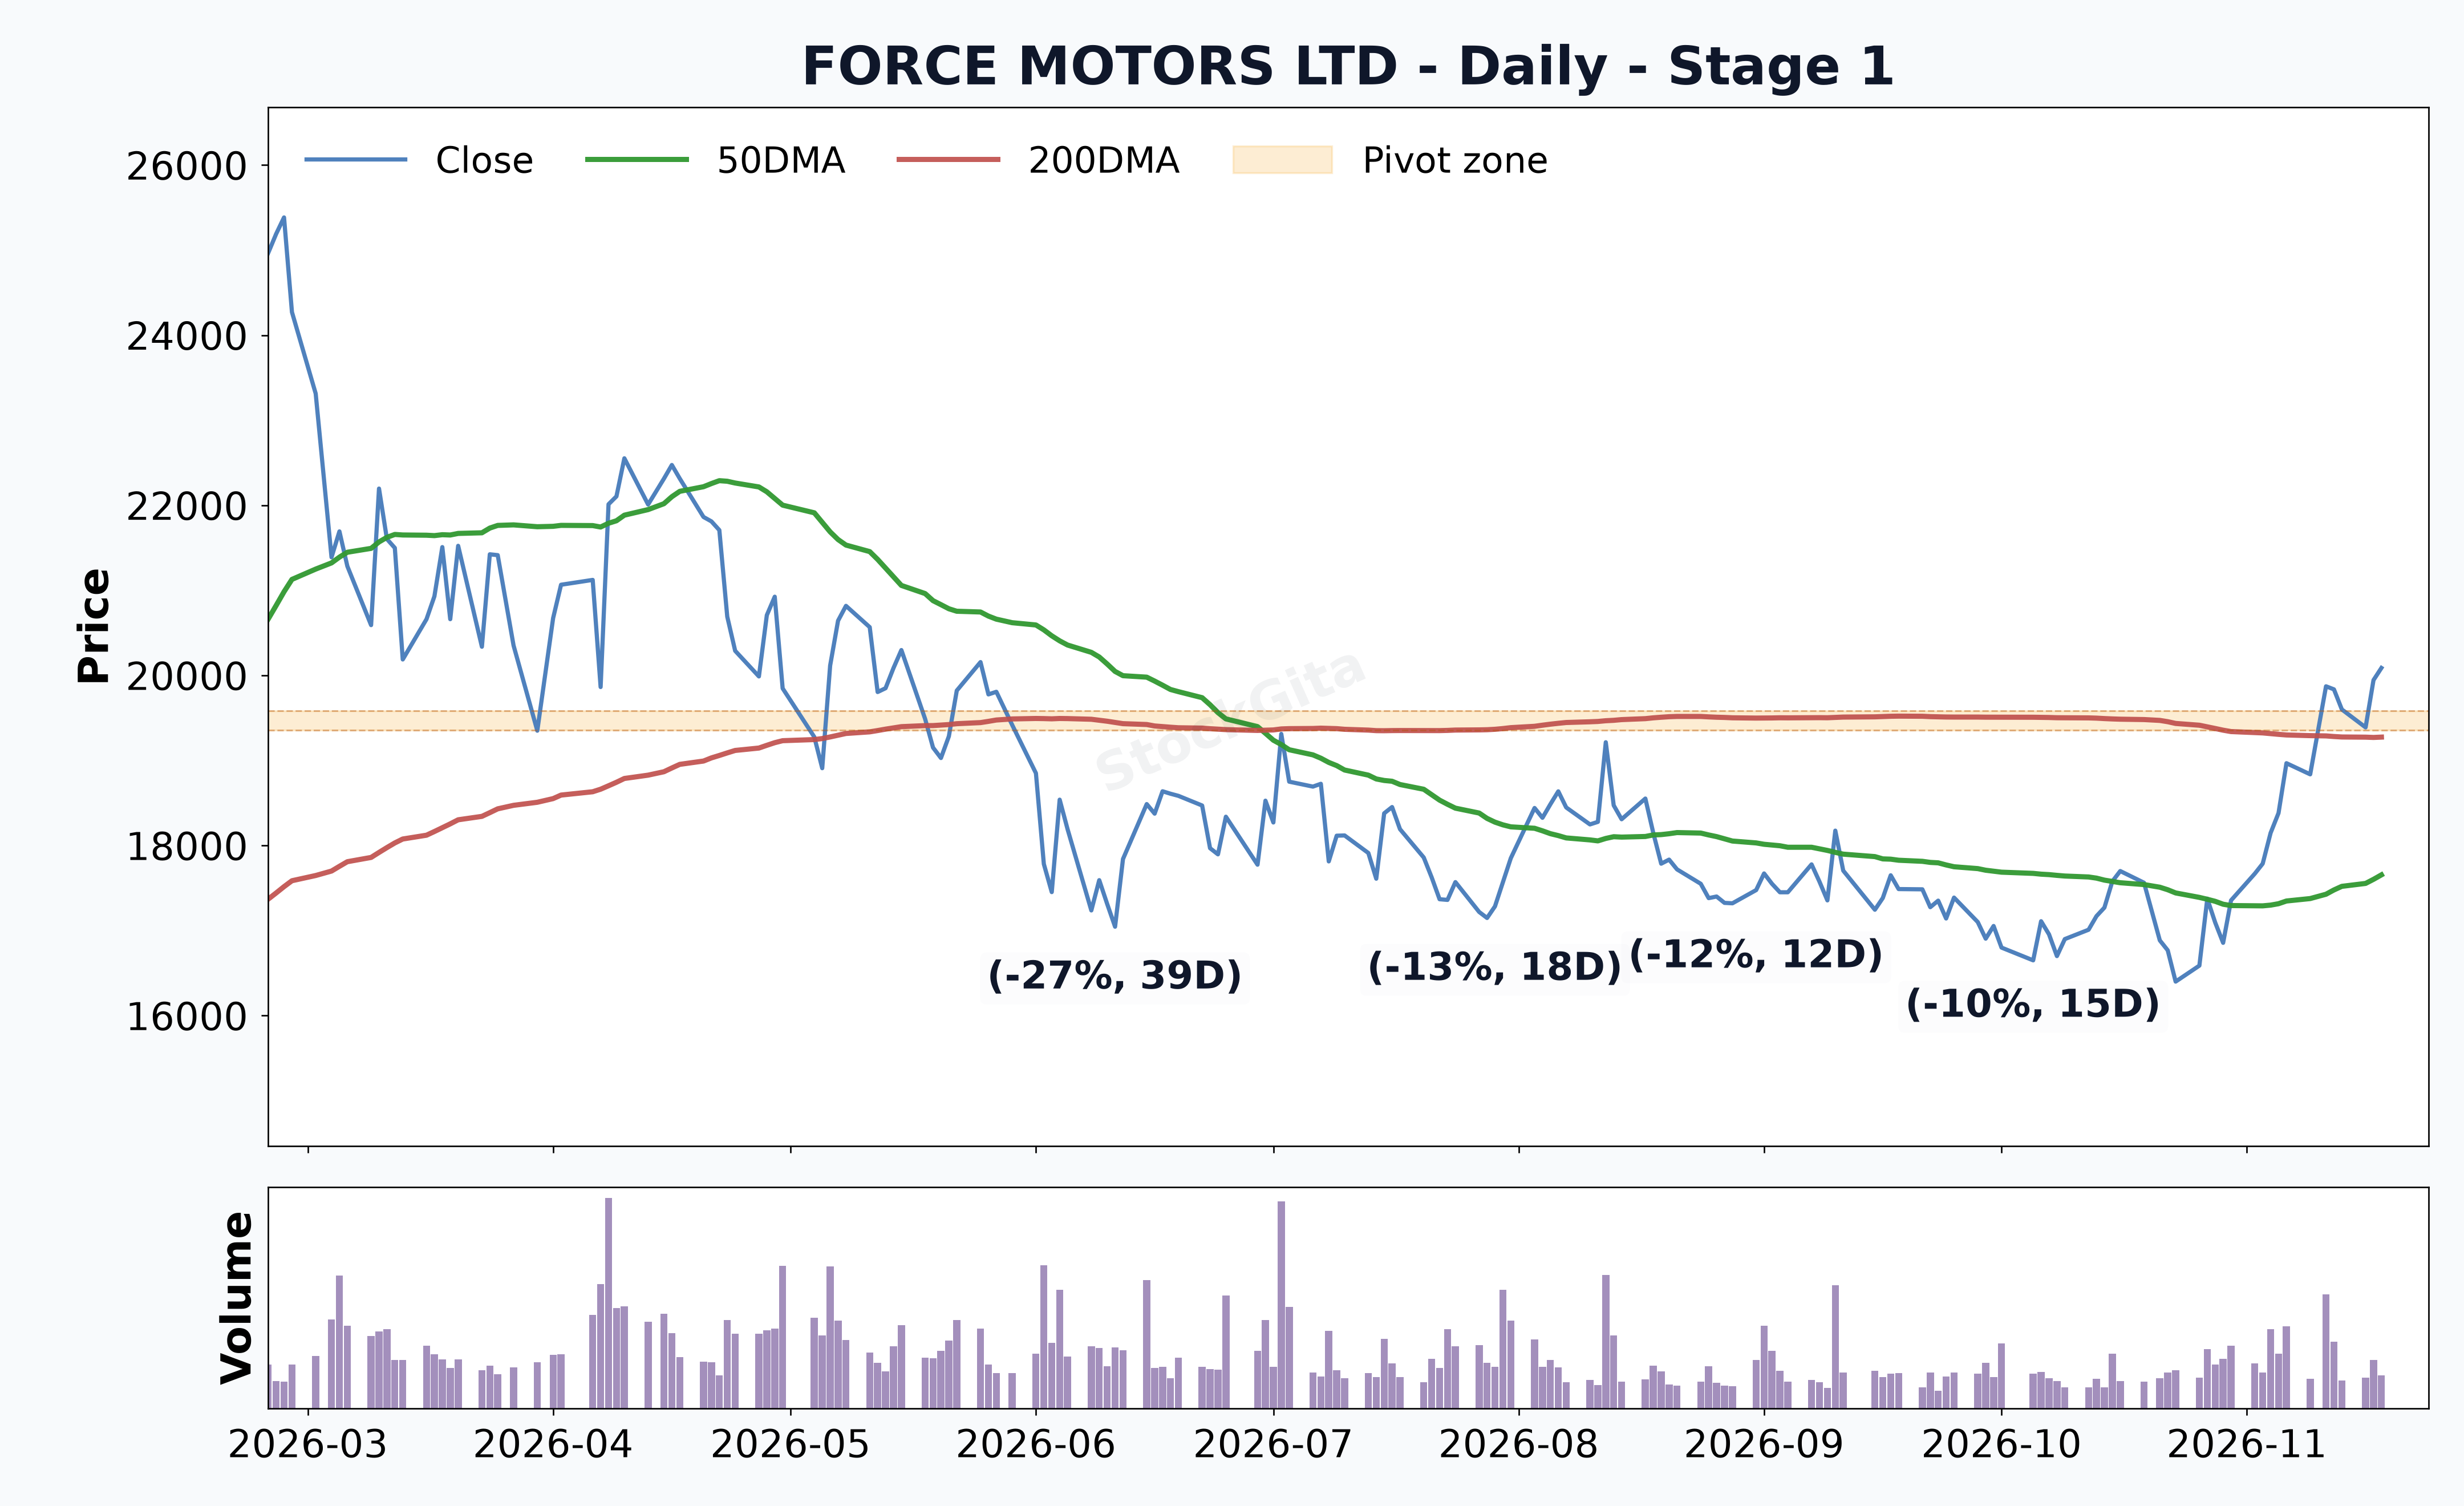 FORCE MOTORS LTD - Daily - Stage 1
Close 50DMA 200DMA Pivot zone
26000
24000
22000
20000
18000
16000
Price
StockGita
(-27%, 39D)
(-13%, 18D)
(-12%, 12D)
(-10%, 15D)
Volume
2026-03 2026-04 2026-05 2026-06 2026-07 2026-08 2026-09 2026-10 2026-11